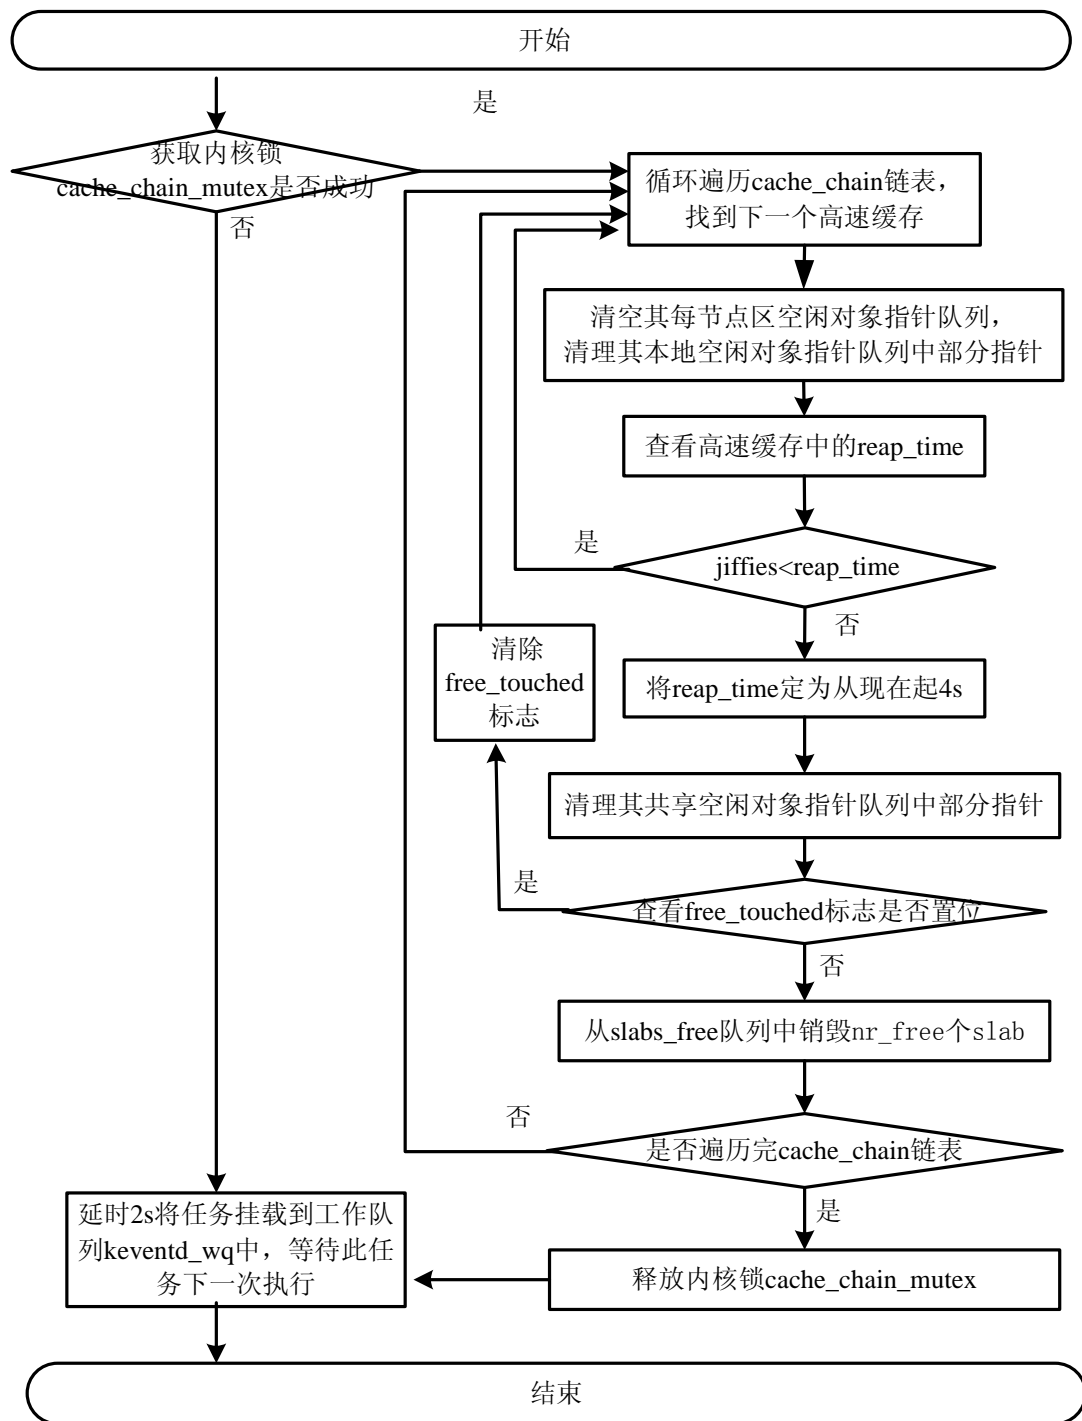 开始
是
获取内核锁
cache_chain_mutex是否成功
否
循环遍历cache_chain链表，
找到下一个高速缓存
清空其每节点区空闲对象指针队列，
清理其本地空闲对象指针队列中部分指针
查看高速缓存中的reap_time
是
jiffies<reap_time
否
清除
free_touched
标志
将reap_time定为从现在起4s
清理其共享空闲对象指针队列中部分指针
是
查看free_touched标志是否置位
否
从slabs_free队列中销毁nr_free个slab
否
是否遍历完cache_chain链表
是
延时2s将任务挂载到工作队
列keventd_wq中，等待此任
务下一次执行
释放内核锁cache_chain_mutex
结束